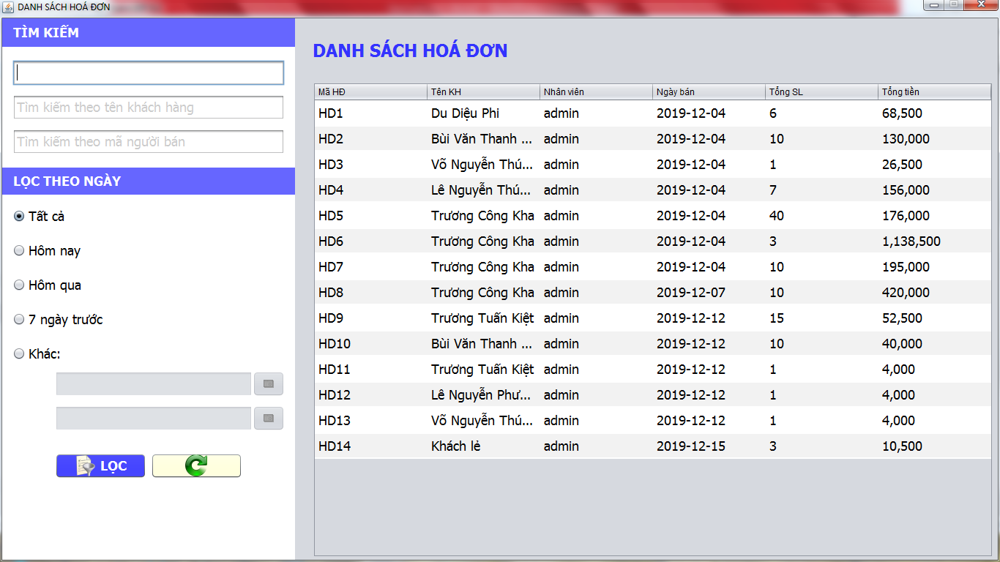 DANH SÁCH HOÁ ĐƠN
TÌM KIẾM
Tìm kiếm theo tên khách hàng
Tìm kiếm theo mã người bán
LỌC THEO NGÀY
Tất cả
Hôm nay
Hôm qua
7 ngày trước
Khác:
LỌC
DANH SÁCH HOÁ ĐƠN
Mã HĐ Tên KH Nhân viên Ngày bán Tổng SL Tổng tiền
HD1 Du Diệu Phi admin 2019-12-04 6 68,500
HD2 Bùi Văn Thanh ... admin 2019-12-04 10 130,000
HD3 Võ Nguyễn Thú... admin 2019-12-04 1 26,500
HD4 Lê Nguyễn Thú... admin 2019-12-04 7 156,000
HD5 Trương Công Kha admin 2019-12-04 40 176,000
HD6 Trương Công Kha admin 2019-12-04 3 1,138,500
HD7 Trương Công Kha admin 2019-12-04 10 195,000
HD8 Trương Công Kha admin 2019-12-07 10 420,000
HD9 Trương Tuấn Kiệt admin 2019-12-12 15 52,500
HD10 Bùi Văn Thanh ... admin 2019-12-12 10 40,000
HD11 Trương Tuấn Kiệt admin 2019-12-12 1 4,000
HD12 Lê Nguyễn Phư... admin 2019-12-12 1 4,000
HD13 Võ Nguyễn Thú... admin 2019-12-12 1 4,000
HD14 Khách lẻ admin 2019-12-15 3 10,500